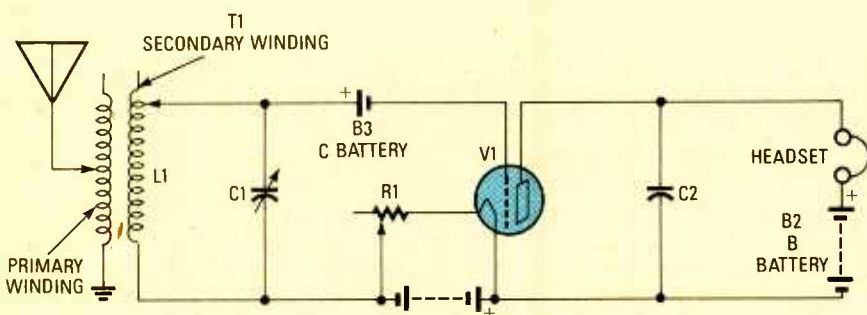 T1
SECONDARY WINDING
L1
PRIMARY
WINDING
C1
+
B3
C BATTERY
R1
V1
+
C2
HEADSET
+
B2
B
BATTERY